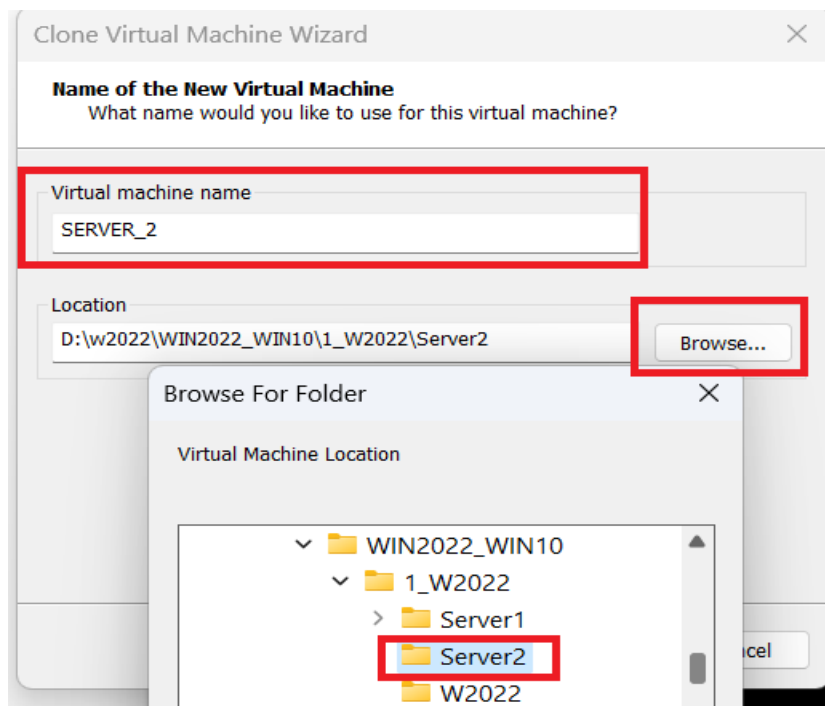 Clone Virtual Machine Wizard
Name of the New Virtual Machine
What name would you like to use for this virtual machine?
Virtual machine name
SERVER_2
Location
D:\w2022\WIN2022_WIN10\1_W2022\Server2
Browse...
Browse For Folder
Virtual Machine Location
WIN2022_WIN10
1_W2022
Server1
Server2
cel
W2022